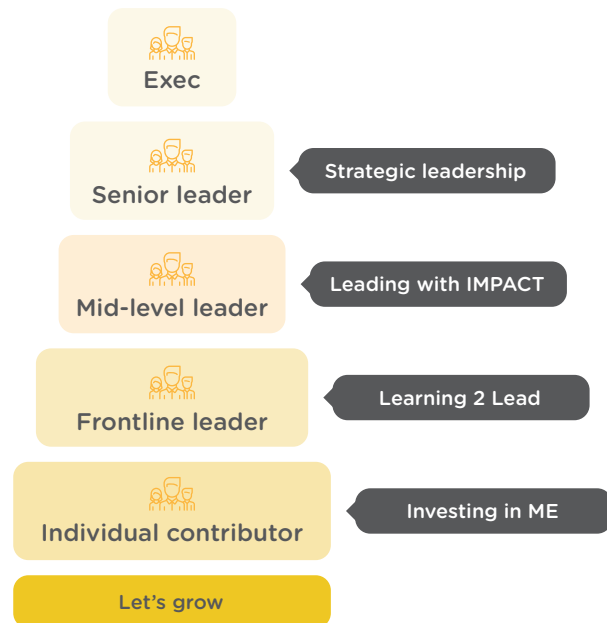 Exec
Senior leader
Strategic leadership
Mid-level leader
Leading with IMPACT
Frontline leader
Learning 2 Lead
Individual contributor
Investing in ME
Let's grow